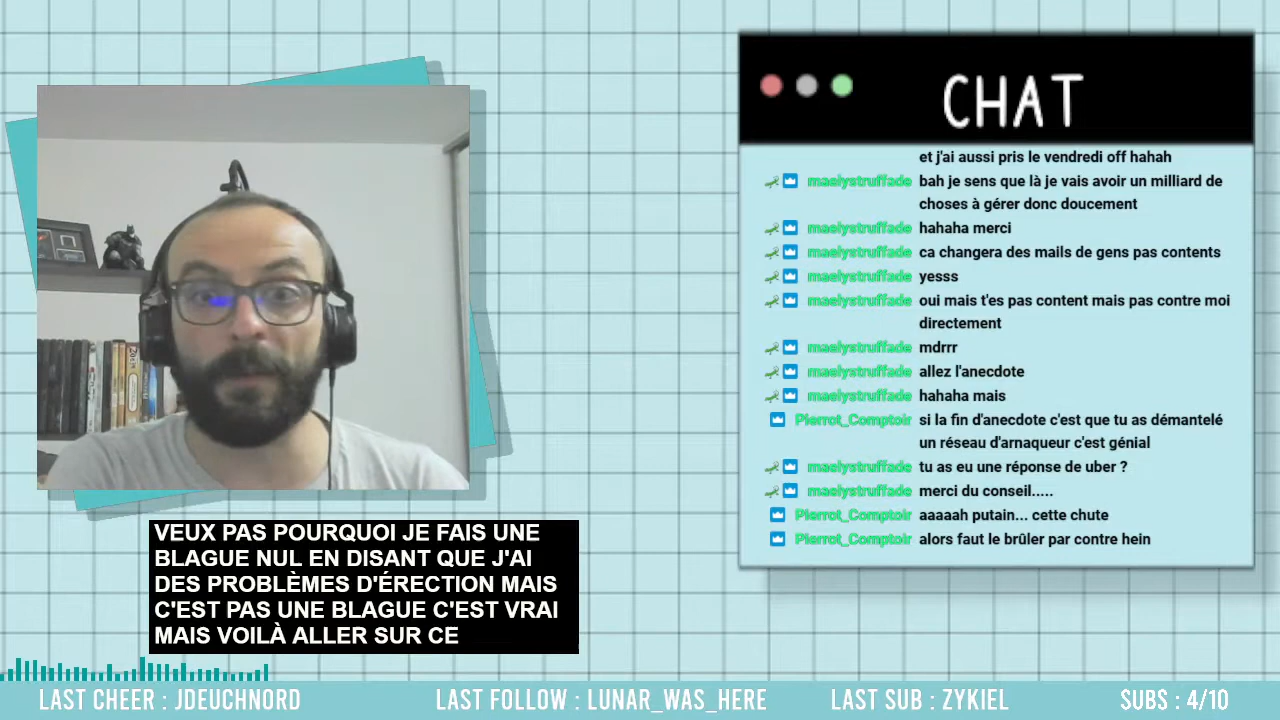 CHAT
et j'ai aussi pris le vendredi off hahah
maelystruffade bah je sens que là je vais avoir un milliard de
choses à gérer donc doucement
maelystruffade hahaha merci
maelystruffade ca changera des mails de gens pas contents
maelystruffade yesss
maelystruffade oui mais t'es pas content mais pas contre moi
directement
maelystruffade mdrrr
maelystruffade allez l'anecdote
maelystruffade hahaha mais
Pierrot_Comptoir si la fin d'anecdote c'est que tu as démantelé
un réseau d'arnaqueur c'est génial
maelystruffade tu as eu une réponse de uber ?
maelystruffade merci du conseil.....
Pierrot_Comptoir aaaaah putain... cette chute
Pierrot_Comptoir alors faut le brûler par contre hein
VEUX PAS POURQUOI JE FAIS UNE
BLAGUE NUL EN DISANT QUE J'AI
DES PROBLÈMES D'ÉRECTION MAIS
C'EST PAS UNE BLAGUE C'EST VRAI
MAIS VOILÀ ALLER SUR CE
LAST CHEER : JDEUCHNORD
LAST FOLLOW : LUNAR_WAS_HERE
LAST SUB : ZYKIEL
SUBS : 4/10